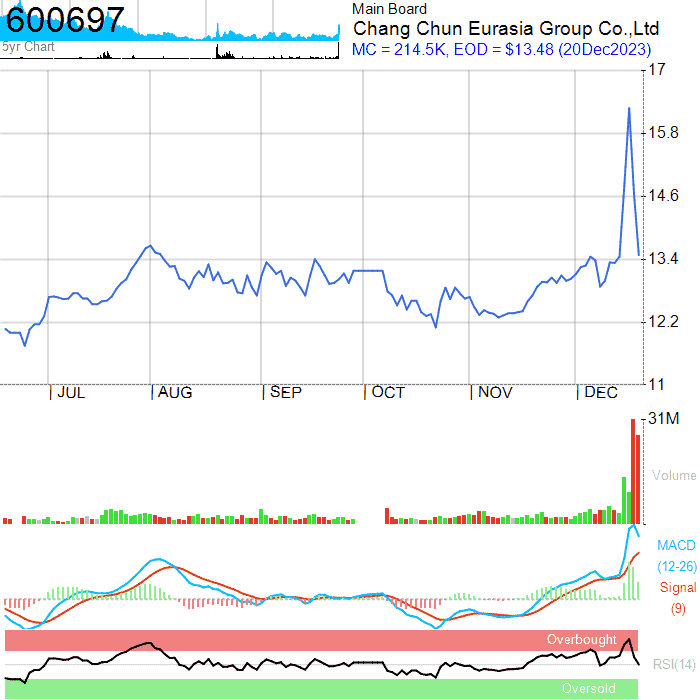 600697
5yr Chart
Main Board
Chang Chun Eurasia Group Co.,Ltd
MC = 214.5K, EOD = $13.48 (20Dec2023)
17
15.8
14.6
13.4
12.2
11
JUL AUG SEP OCT NOV DEC
31M
Volume
MACD
(12-26)
Signal
(9)
Overbought
RSI(14)
Oversold